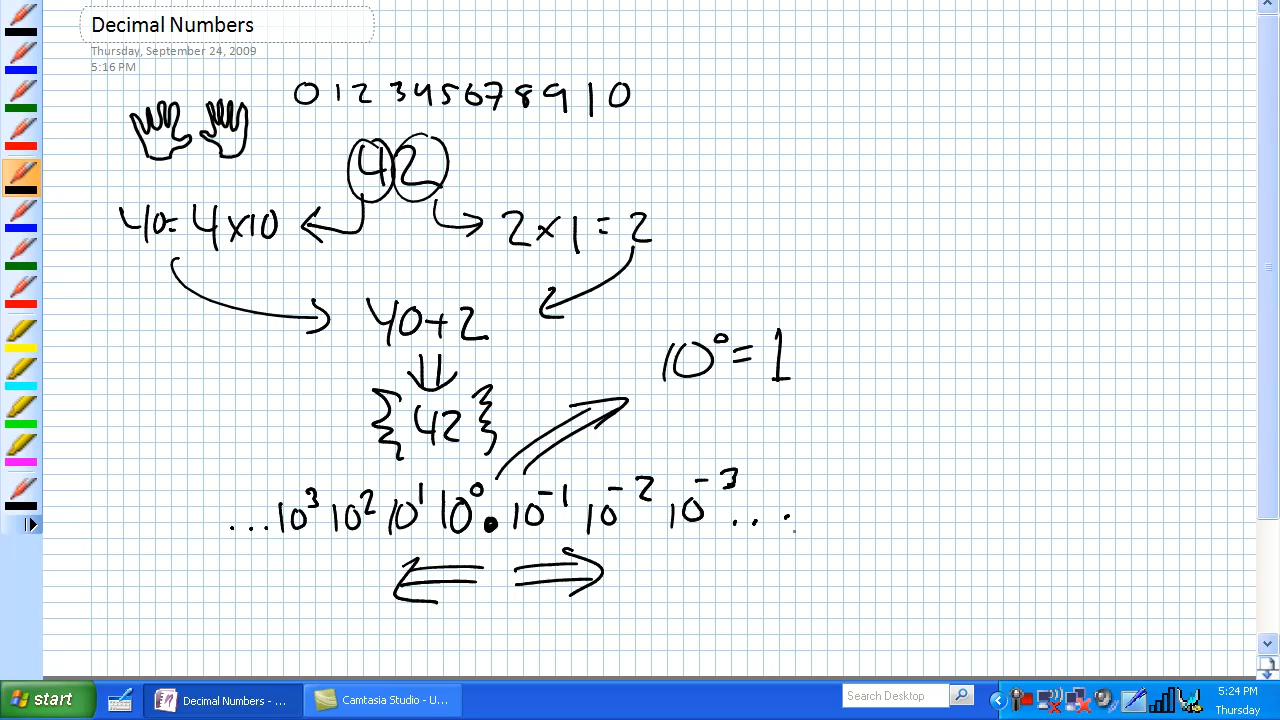 Decimal Numbers
Thursday, September 24, 2009
5:16 PM
0 1 2 3 4 5 6 7 8 9 10
42
40 = 4 x 10
2 x 1 = 2
40 + 2
{42}
10⁰ = 1
...10³ 10² 10¹ 10⁰ . 10⁻¹ 10⁻² 10⁻³ ...
start
Decimal Numbers - ...
Camtasia Studio - U...
Search Desktop
5:24 PM
Thursday